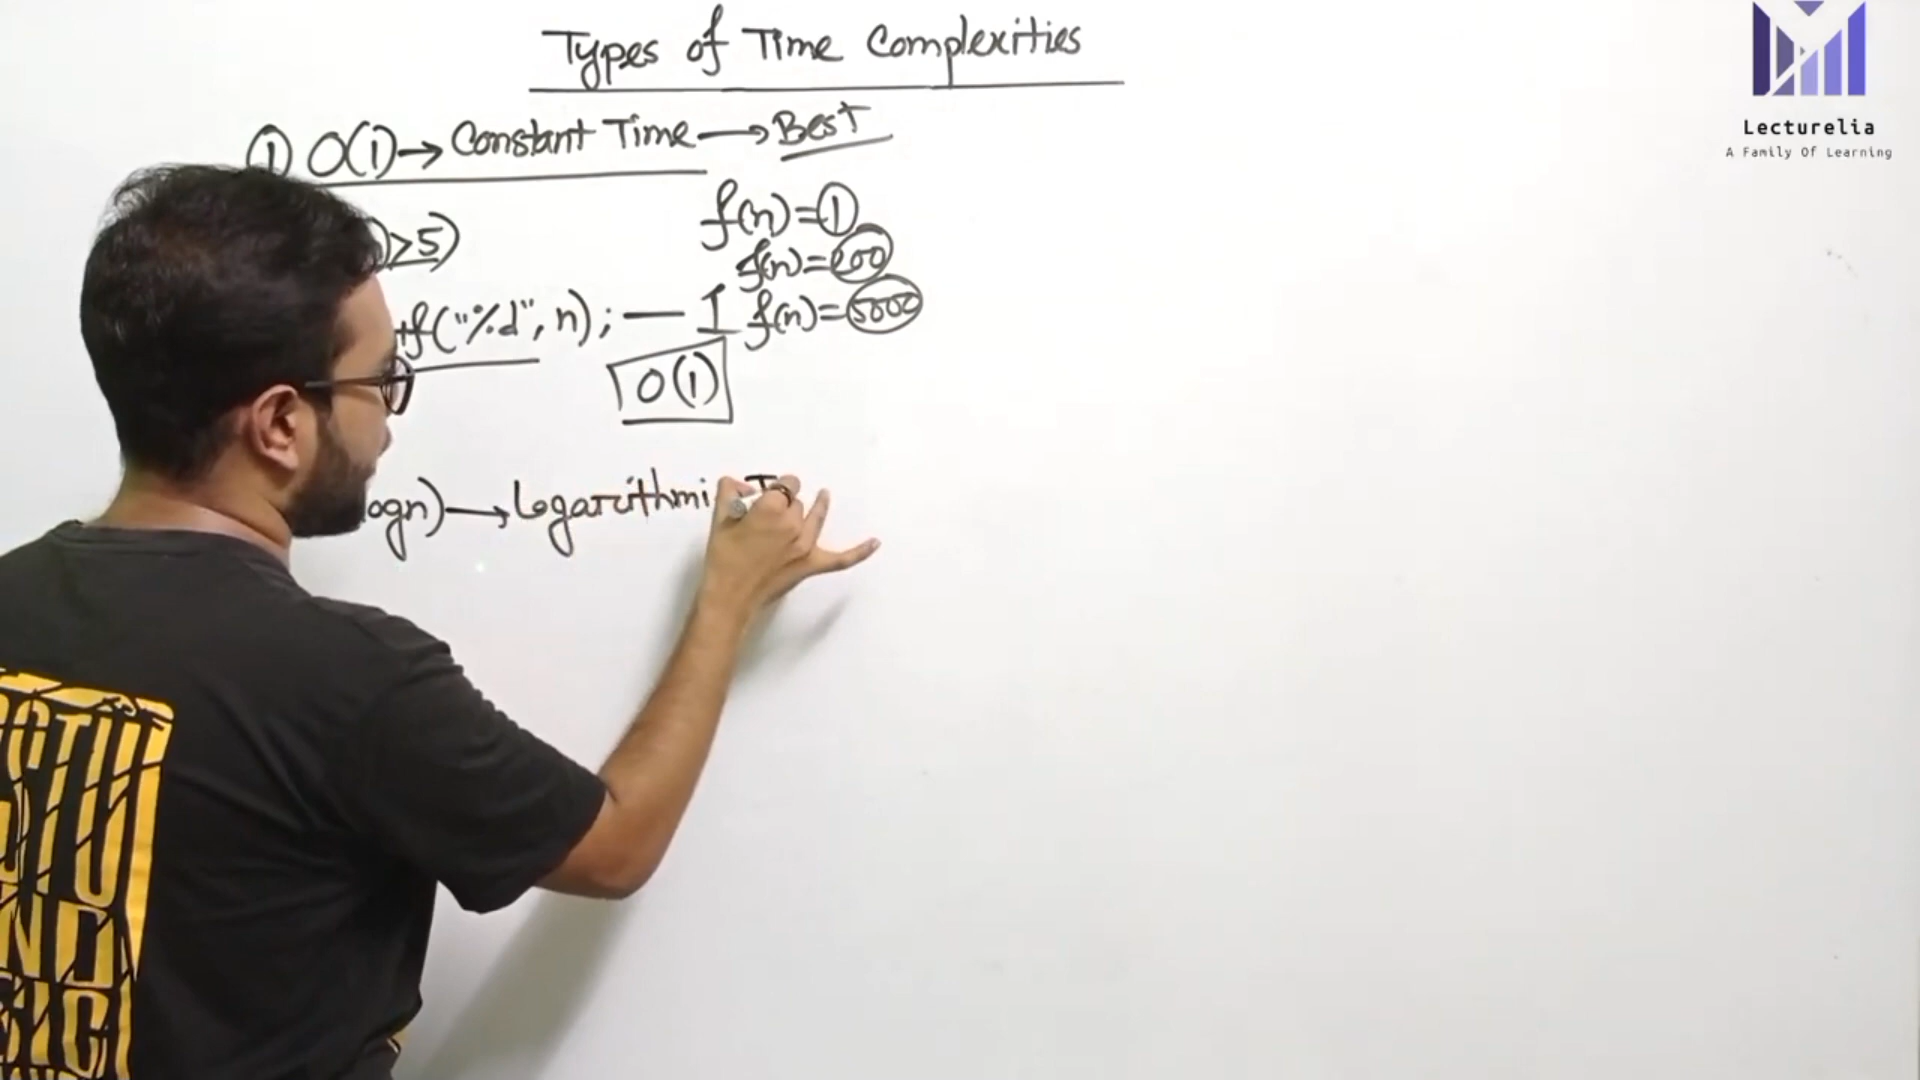 Types of Time Complexities
① O(1) → Constant Time → Best
>5)
f(n)=1
f(n)=200
f("%d", n); — 1
f(n)=5000
O(1)
ogn) → Logarithmi
Lecturelia
A Family Of Learning